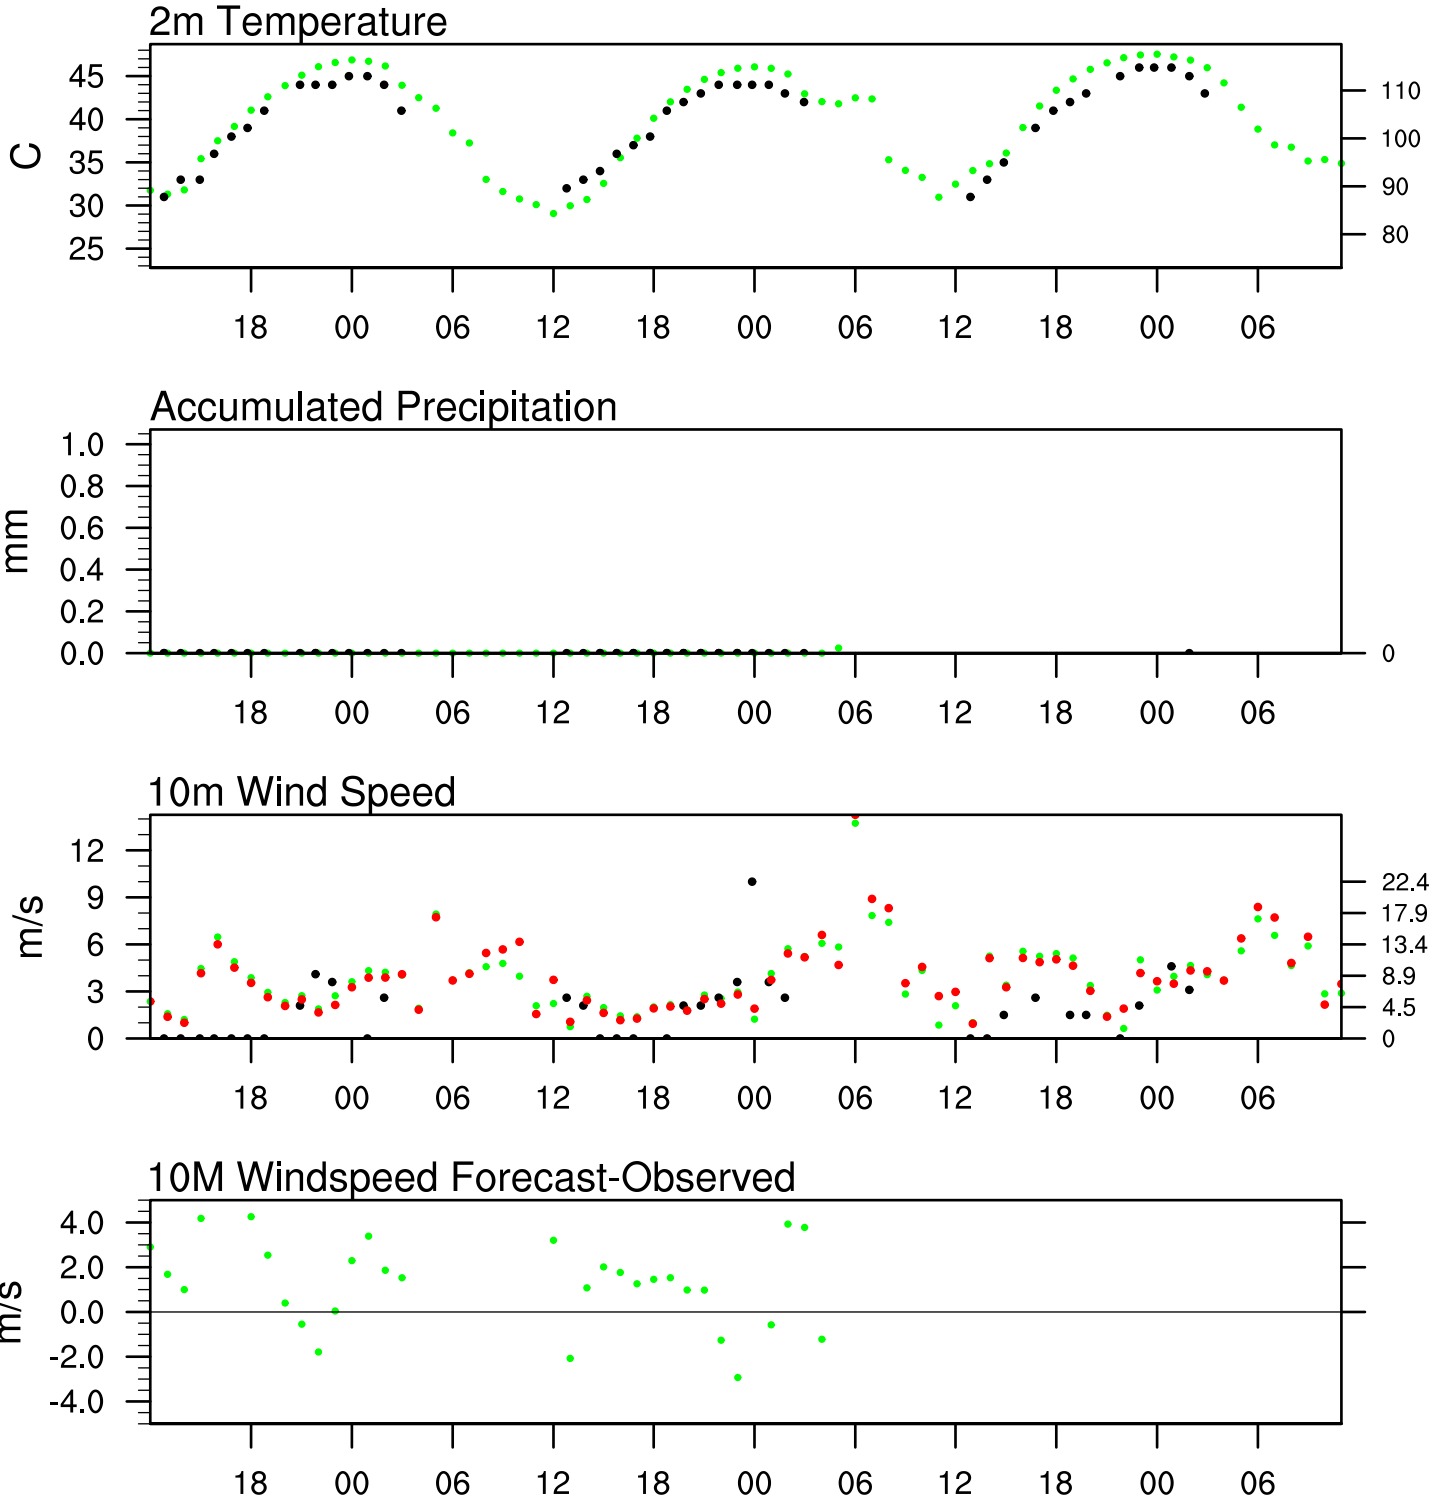 2m Temperature
45
40
35
30
25
C
110
100
90
80
18 00 06 12 18 00 06 12 18 00 06
Accumulated Precipitation
1.0
0.8
0.6
0.4
0.2
0.0
mm
0
18 00 06 12 18 00 06 12 18 00 06
10m Wind Speed
12
9
6
3
0
m/s
22.4
17.9
13.4
8.9
4.5
0
18 00 06 12 18 00 06 12 18 00 06
10M Windspeed Forecast-Observed
4.0
2.0
0.0
-2.0
-4.0
m/s
18 00 06 12 18 00 06 12 18 00 06